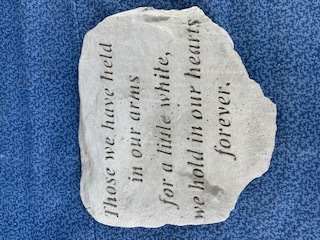 Those we have held
in our arms
for a little while,
we hold in our hearts
forever.